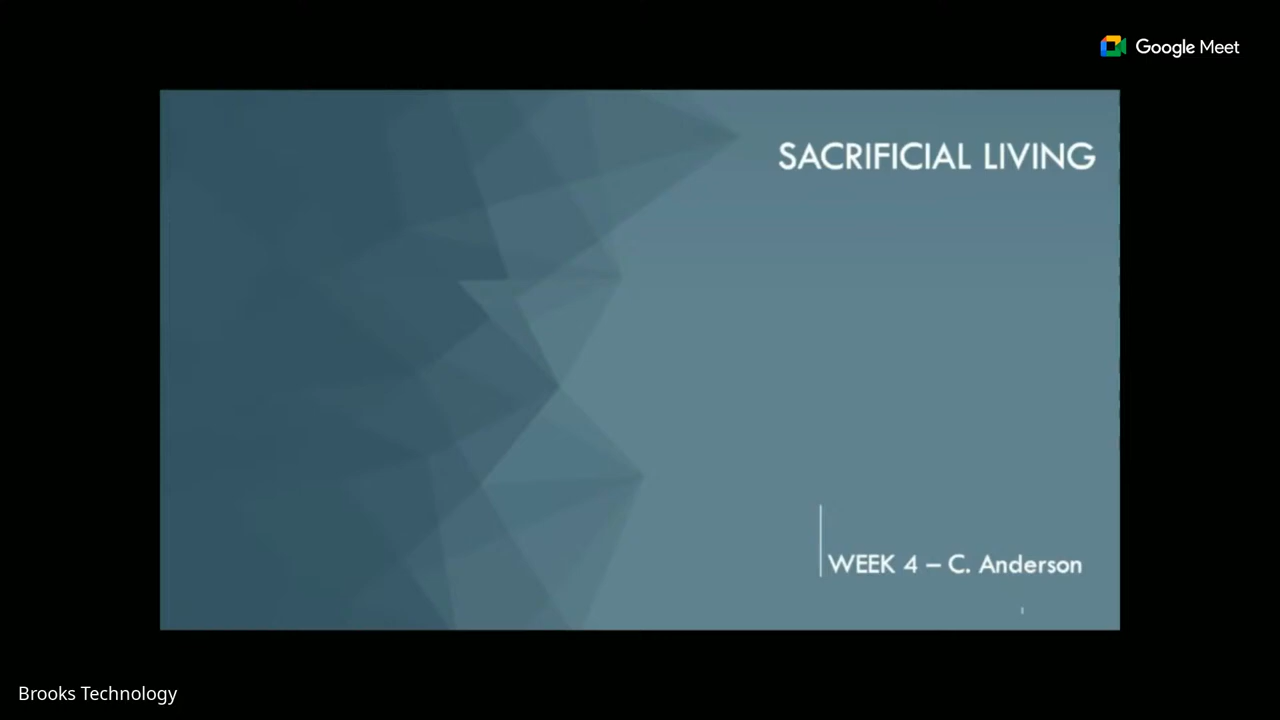 Google Meet
SACRIFICIAL LIVING
WEEK 4 – C. Anderson
Brooks Technology